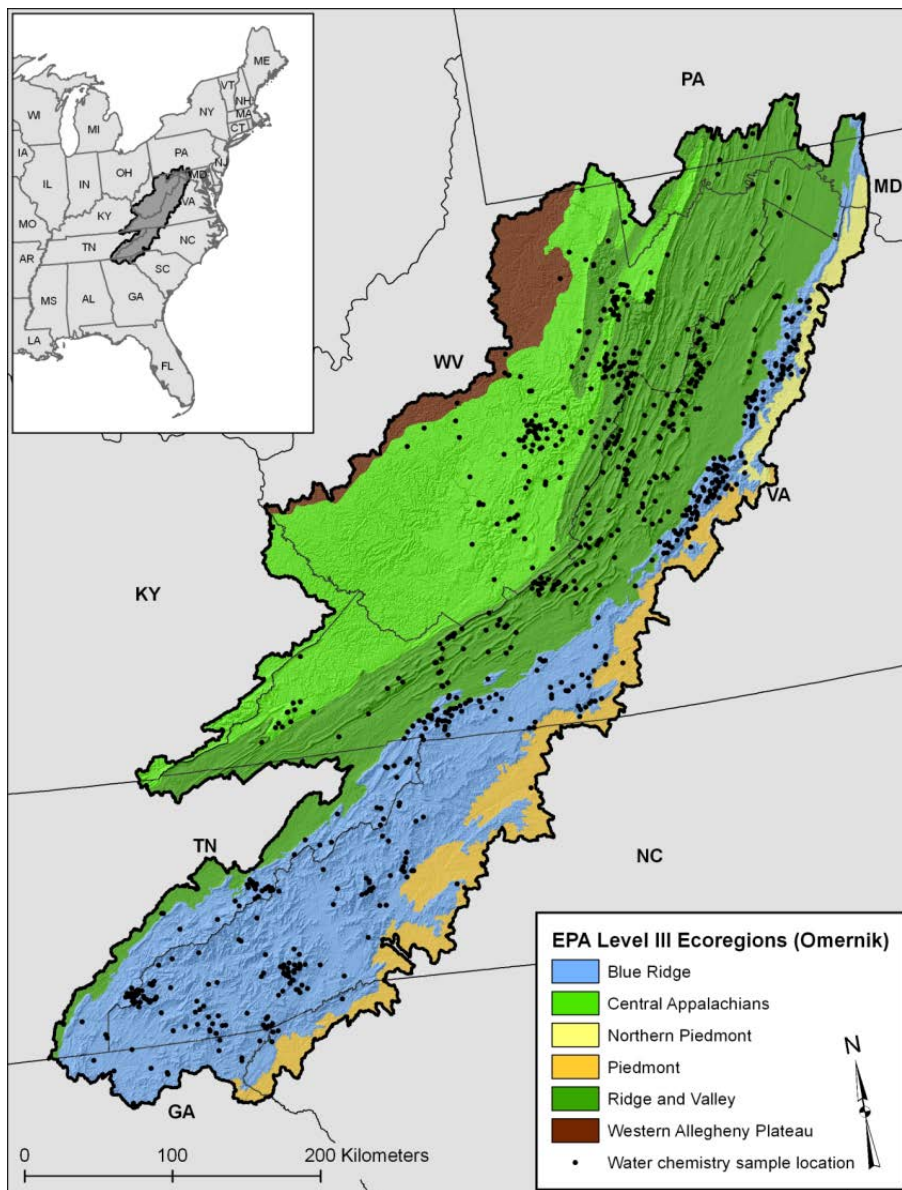 ME
VT
NH
WI
NY
MA
MI
CT
IA
PA
NJ
OH
MD
IL
IN
VA
KY
MO
NC
TN
AR
SC
MS
AL
GA
LA
FL
PA
MD
WV
VA
KY
TN
NC
GA
EPA Level III Ecoregions (Omernik)
Blue Ridge
Central Appalachians
Northern Piedmont
Piedmont
Ridge and Valley
Western Allegheny Plateau
Water chemistry sample location
N
0 100 200 Kilometers